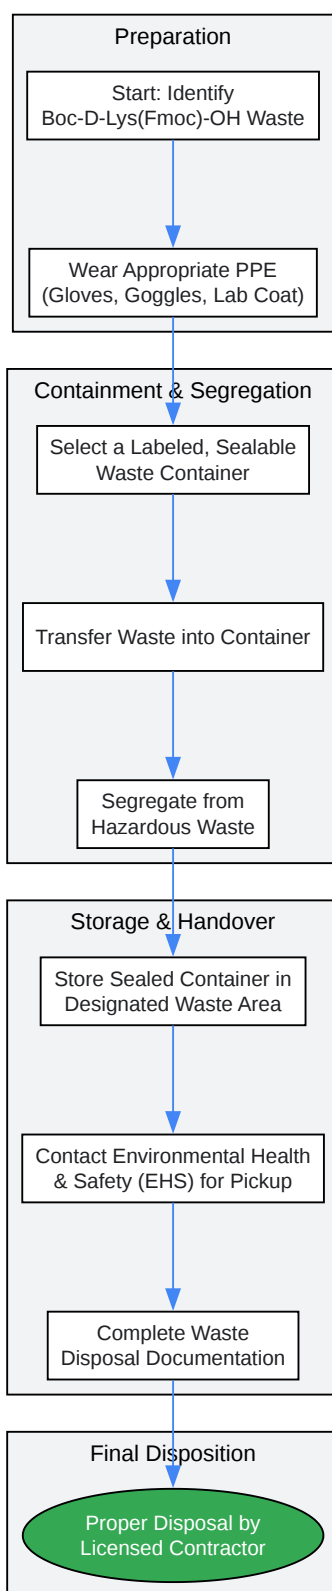 Preparation
Start: Identify
Boc-D-Lys(Fmoc)-OH Waste
Wear Appropriate PPE
(Gloves, Goggles, Lab Coat)
Containment & Segregation
Select a Labeled, Sealable
Waste Container
Transfer Waste into Container
Segregate from
Hazardous Waste
Storage & Handover
Store Sealed Container in
Designated Waste Area
Contact Environmental Health
& Safety (EHS) for Pickup
Complete Waste
Disposal Documentation
Final Disposition
Proper Disposal by
Licensed Contractor